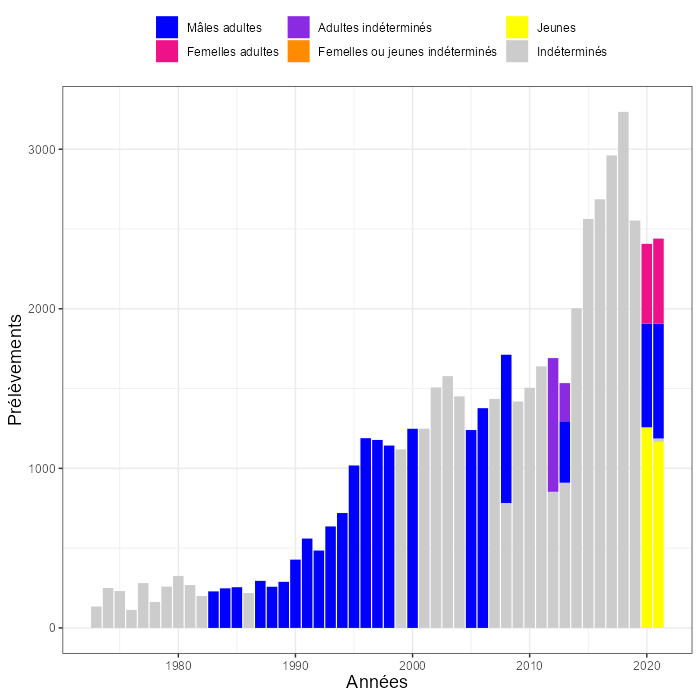 Mâles adultes
Adultes indéterminés
Jeunes
Femelles adultes
Femelles ou jeunes indéterminés
Indéterminés
3000
2000
1000
0
Prélèvements
1980
1990
2000
2010
2020
Années